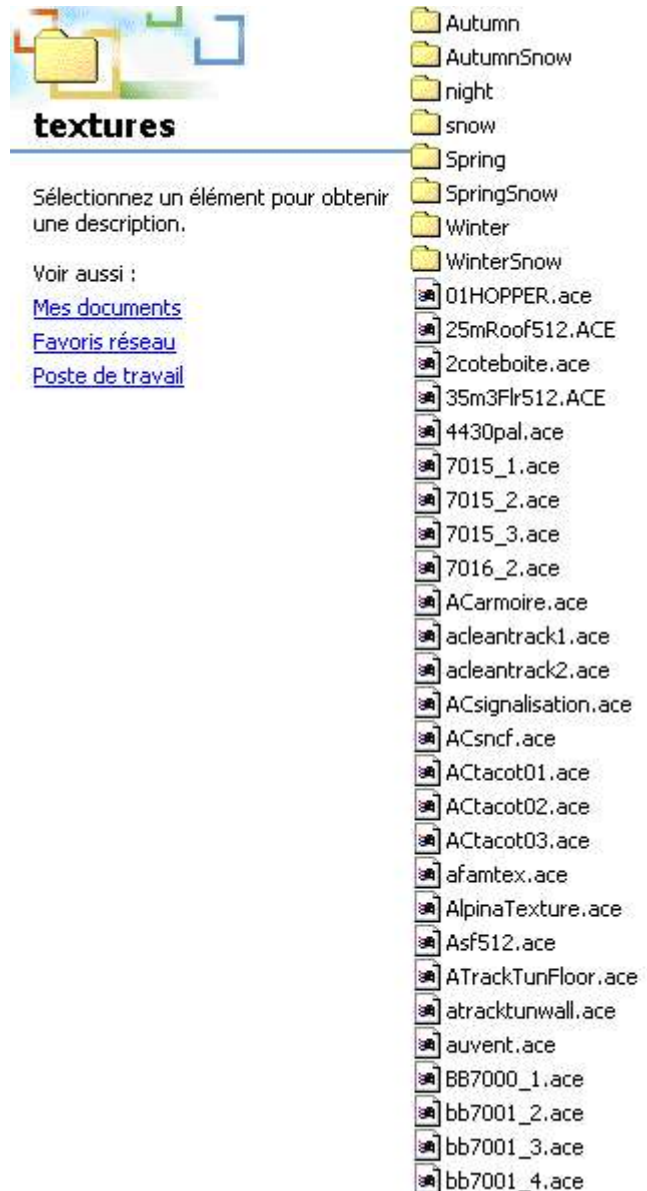 textures
Sélectionnez un élément pour obtenir
une description.
Voir aussi :
Mes documents
Favoris réseau
Poste de travail
Autumn
AutumnSnow
night
snow
Spring
SpringSnow
Winter
WinterSnow
01HOPPER.ace
25mRoof512.ACE
2coteboite.ace
35m3Flr512.ACE
4430pal.ace
7015_1.ace
7015_2.ace
7015_3.ace
7016_2.ace
ACarmoire.ace
acleantrack1.ace
acleantrack2.ace
ACsignalisation.ace
ACsncf.ace
ACtacot01.ace
ACtacot02.ace
ACtacot03.ace
afamtex.ace
AlpinaTexture.ace
Asf512.ace
ATrackTunFloor.ace
atracktunwall.ace
auvent.ace
BB7000_1.ace
bb7001_2.ace
bb7001_3.ace
bb7001_4.ace